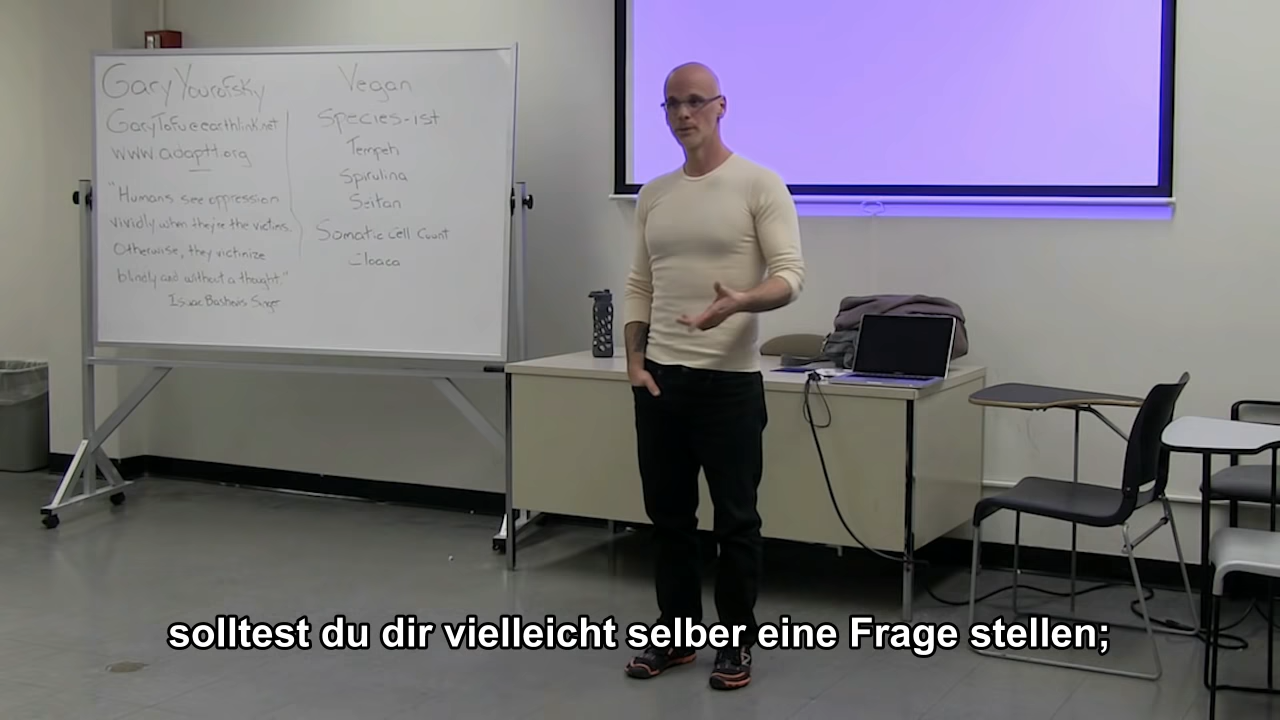 Gary Yourofsky
GaryToFu@earthlink.net
www.adaptt.org
"Humans see oppression
vividly when they're the victims.
Otherwise, they victimize
blindly and without a thought."
Isaac Bashevis Singer
Vegan
Species-ist
Tempeh
Spirulina
Seitan
Somatic Cell Count
Cloaca
solltest du dir vielleicht selber eine Frage stellen;